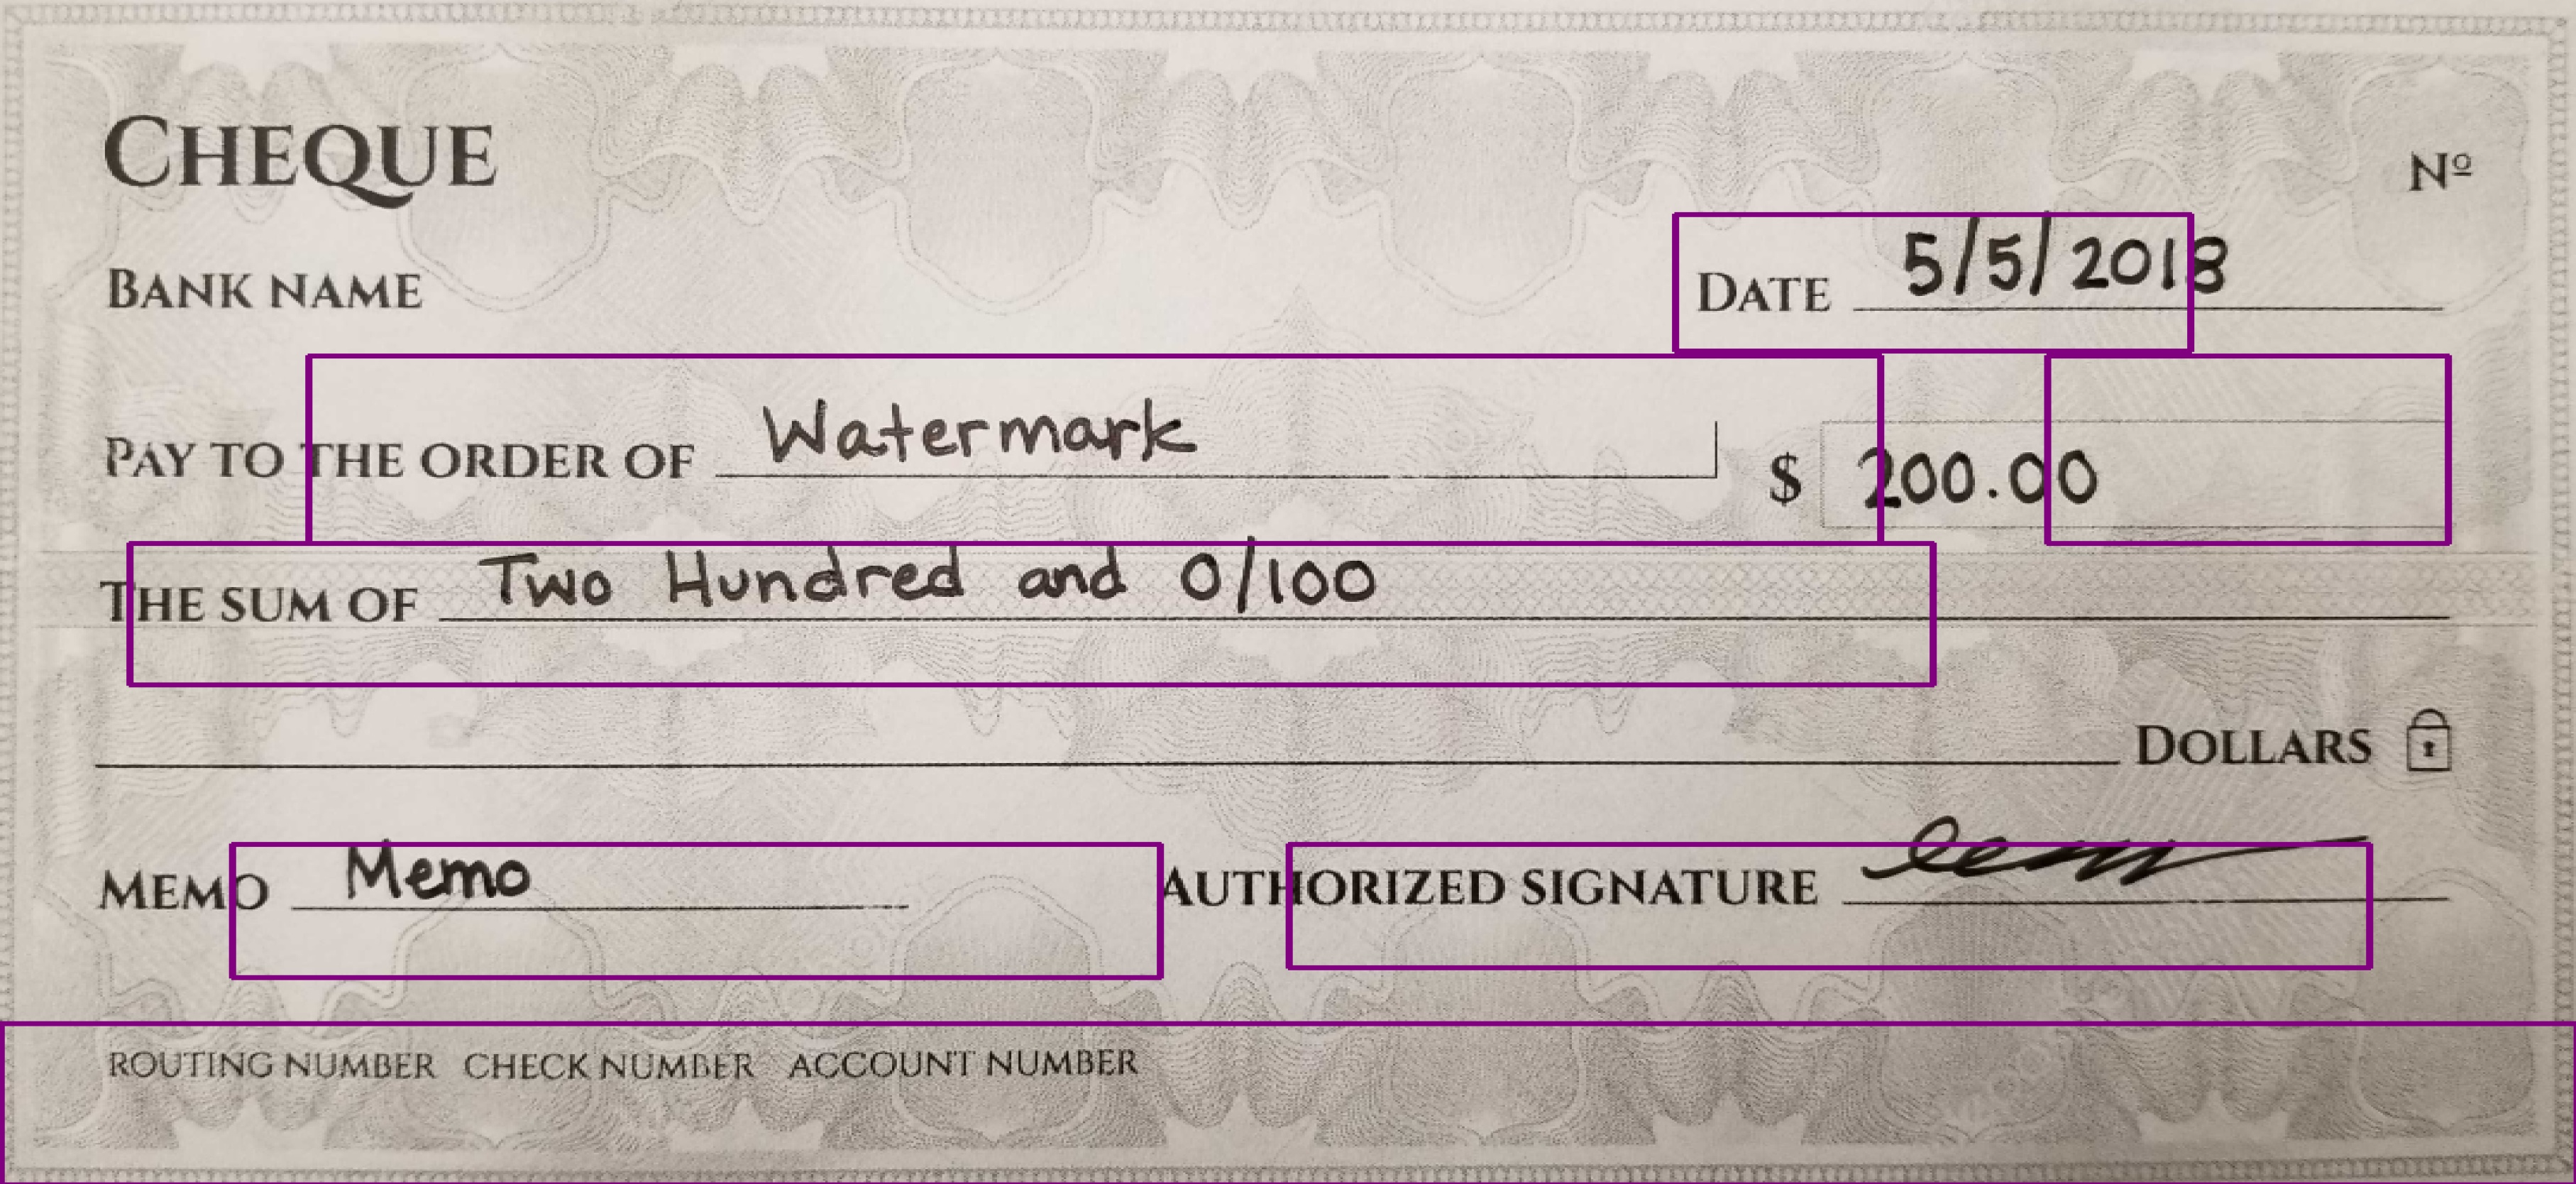 CHEQUE
Nº
BANK NAME
DATE 5/5/2018
PAY TO THE ORDER OF Watermark $ 200.00
THE SUM OF Two Hundred and 0/100
DOLLARS
MEMO Memo AUTHORIZED SIGNATURE
ROUTING NUMBER CHECK NUMBER ACCOUNT NUMBER